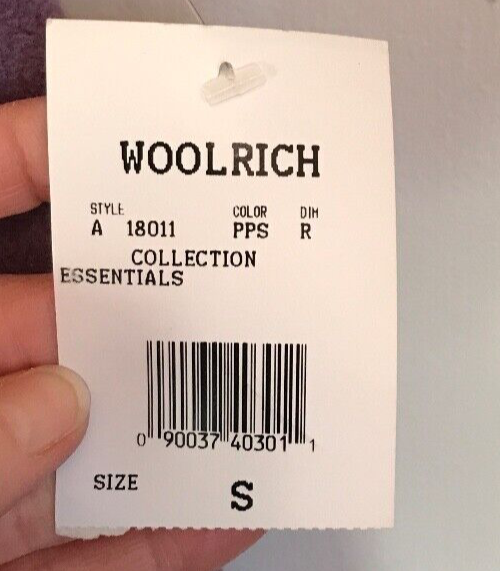 WOOLRICH
STYLE COLOR DIM
A 18011 PPS R
COLLECTION
ESSENTIALS
0 90037 40301 1
SIZE S